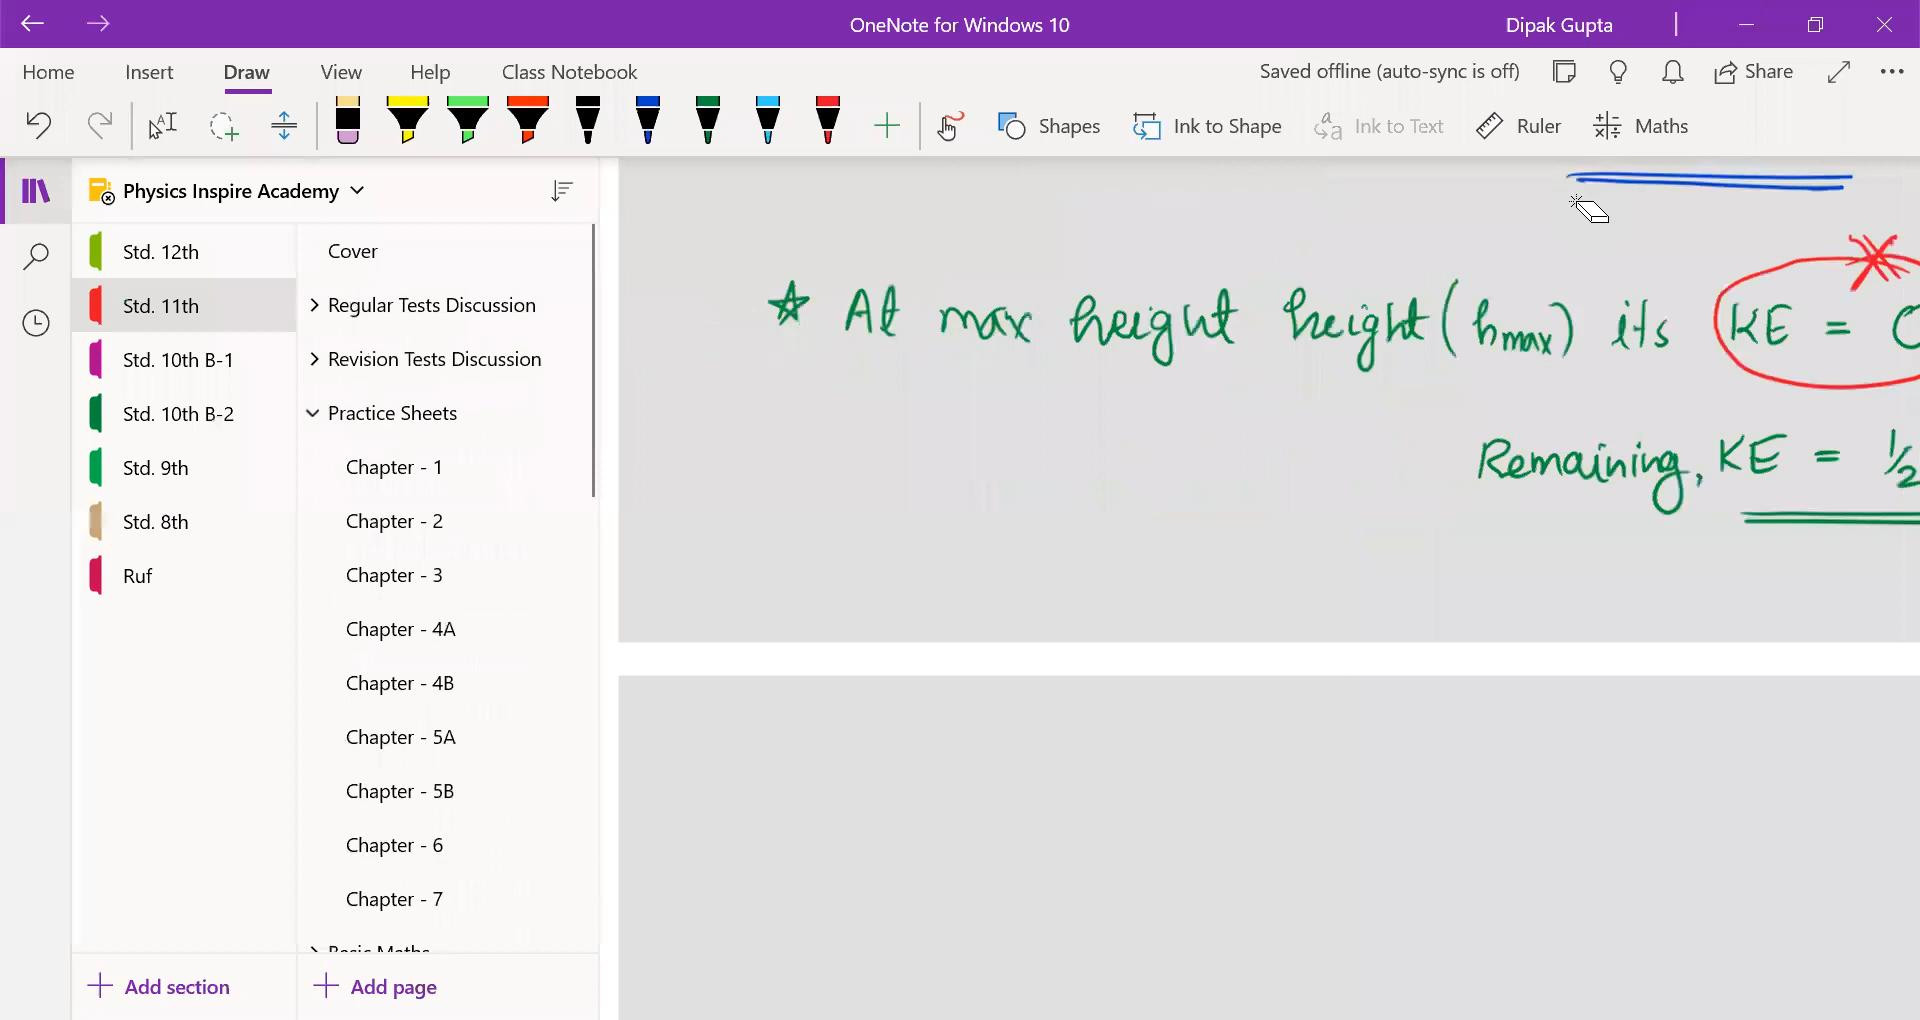 OneNote for Windows 10
Dipak Gupta
Home Insert Draw View Help Class Notebook
Saved offline (auto-sync is off) Share
Shapes Ink to Shape Ink to Text Ruler Maths
Physics Inspire Academy
Std. 12th
Std. 11th
Std. 10th B-1
Std. 10th B-2
Std. 9th
Std. 8th
Ruf
Add section
Cover
Regular Tests Discussion
Revision Tests Discussion
Practice Sheets
Chapter - 1
Chapter - 2
Chapter - 3
Chapter - 4A
Chapter - 4B
Chapter - 5A
Chapter - 5B
Chapter - 6
Chapter - 7
Basic Maths
Add page
☆ At max height height (hmax) its KE =
Remaining, KE = 1/2